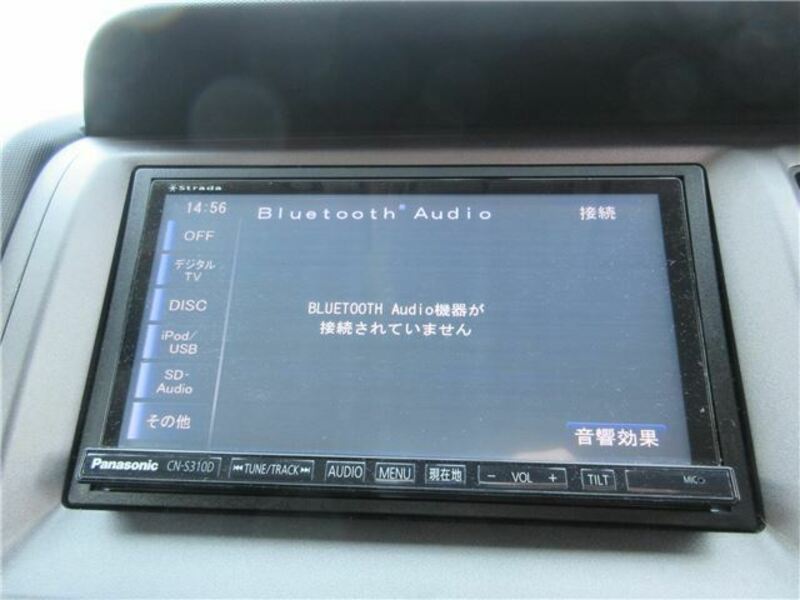 Strada
14:56
Bluetooth® Audio
接続
OFF
デジタル
TV
DISC
iPod/
USB
SD-
Audio
その他
BLUETOOTH Audio機器が
接続されていません
音響効果
Panasonic CN-S310D
TUNE/TRACK
AUDIO
MENU
現在地
− VOL +
TILT
MIC